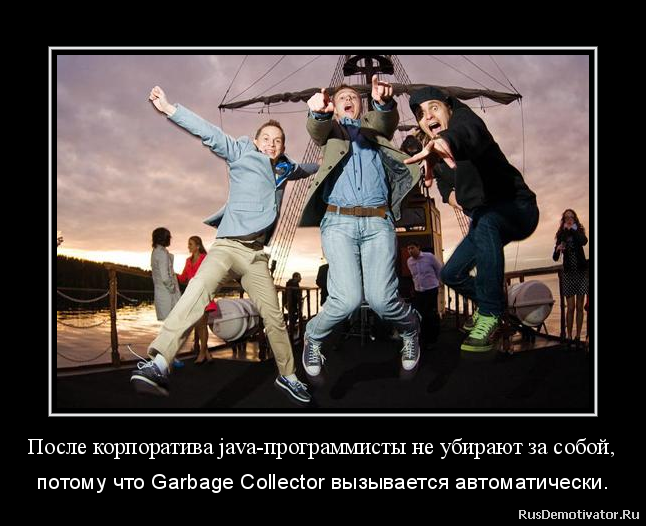 После корпоратива java-программисты не убирают за собой,
потому что Garbage Collector вызывается автоматически.
RusDemotivator.Ru